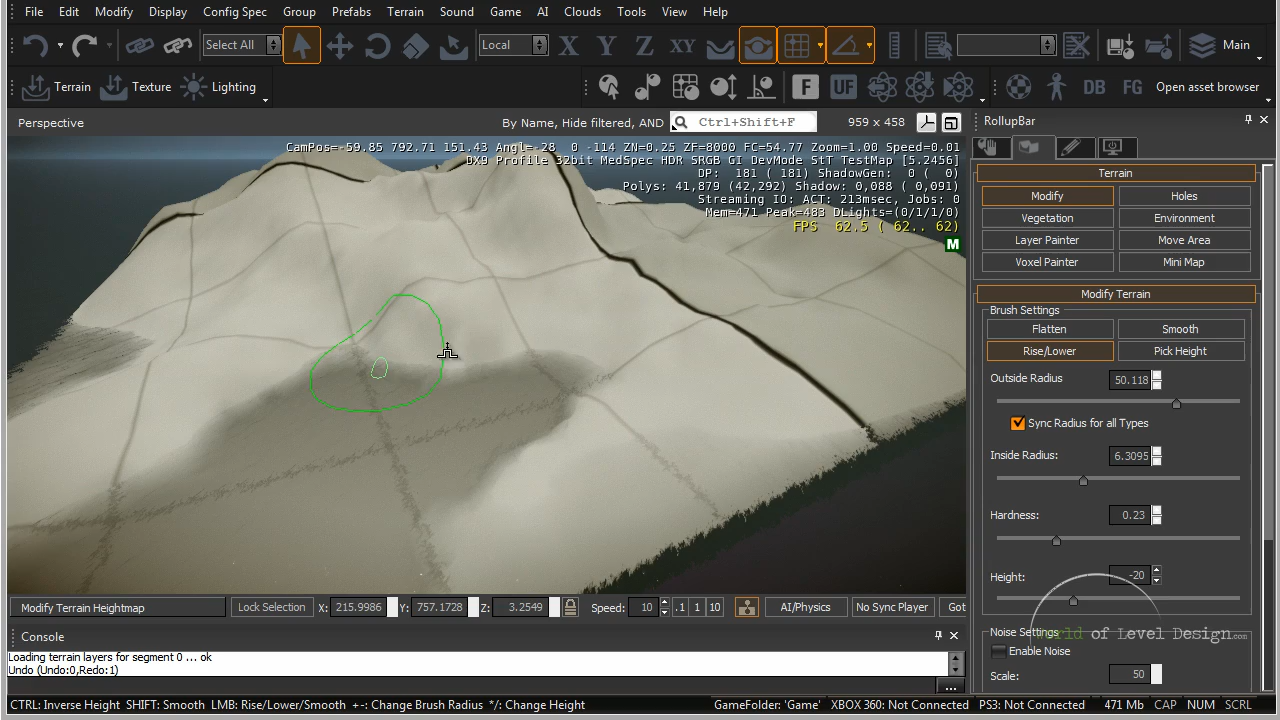 File Edit Modify Display Config Spec Group Prefabs Terrain Sound Game AI Clouds Tools View Help
Select All Local X Y Z XY Main
Terrain Texture Lighting F UF DB FG Open asset browser
Perspective By Name, Hide filtered, AND Ctrl+Shift+F 959 x 458
RollupBar
CamPos=-59.85 792.71 151.43 Angl=-28 0 -114 ZN=0.25 ZF=8000 FC=54.77 Zoom=1.00 Speed=0.01
DX9 Profile 32bit MedSpec HDR SRGB GI DevMode StT TestMap [5.2456]
DP: 181 ( 181) ShadowGen: 0 ( 0)
Polys: 41,879 (42,292) Shadow: 0,088 ( 0,091)
Streaming IO: ACT: 213msec, Jobs: 0
Mem=471 Peak=483 DLights=(0/1/1/0)
FPS 62.5 ( 62.. 62)
M
Terrain
Modify Holes
Vegetation Environment
Layer Painter Move Area
Voxel Painter Mini Map
Modify Terrain
Brush Settings
Flatten Smooth
Rise/Lower Pick Height
Outside Radius 50.118
Sync Radius for all Types
Inside Radius: 6.3095
Hardness: 0.23
Height: -20
Noise Settings
Enable Noise
Scale: 50
World of Level Design.com
Modify Terrain Heightmap Lock Selection X: 215.9986 Y: 757.1728 Z: 3.2549 Speed: 10 .1 1 10 AI/Physics No Sync Player Got
Console
Loading terrain layers for segment 0 ... ok
Undo (Undo:0,Redo:1)
...
CTRL: Inverse Height SHIFT: Smooth LMB: Rise/Lower/Smooth +-: Change Brush Radius */: Change Height GameFolder: 'Game' XBOX 360: Not Connected PS3: Not Connected 471 Mb CAP NUM SCRL